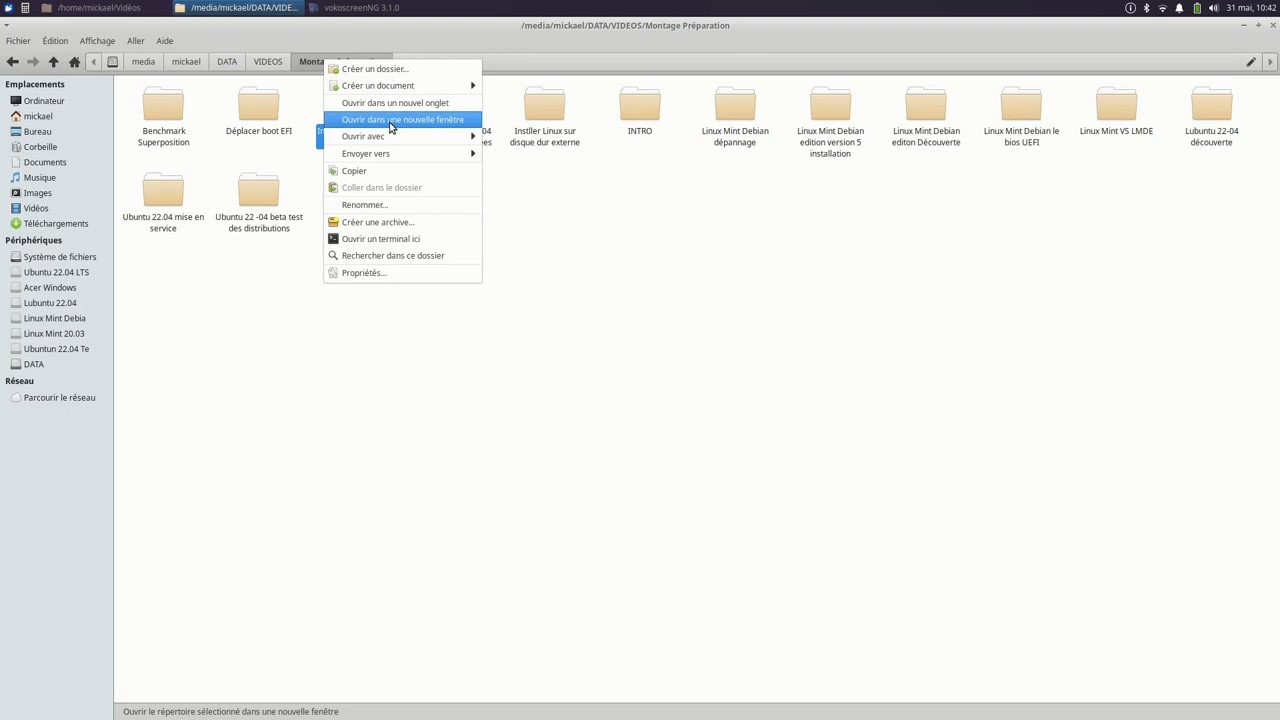 /home/mickael/Vidéos
/media/mickael/DATA/VIDE...
vokoscreenNG 3.1.0
31 mai, 10:42
/media/mickael/DATA/VIDEOS/Montage Préparation
Fichier
Édition
Affichage
Aller
Aide
media
mickael
DATA
VIDEOS
Emplacements
Ordinateur
mickael
Bureau
Corbeille
Documents
Musique
Images
Vidéos
Téléchargements
Périphériques
Système de fichiers
Ubuntu 22.04 LTS
Acer Windows
Lubuntu 22.04
Linux Mint Debia
Linux Mint 20.03
Ubuntun 22.04 Te
DATA
Réseau
Parcourir le réseau
Créer un dossier...
Créer un document
Ouvrir dans un nouvel onglet
Ouvrir dans une nouvelle fenêtre
Ouvrir avec
Envoyer vers
Copier
Coller dans le dossier
Renommer...
Créer une archive...
Ouvrir un terminal ici
Rechercher dans ce dossier
Propriétés...
Benchmark
Superposition
Déplacer boot EFI
Instller Linux sur
disque dur externe
INTRO
Linux Mint Debian
dépannage
Linux Mint Debian
edition version 5
installation
Linux Mint Debian
editon Découverte
Linux Mint Debian le
bios UEFI
Linux Mint VS LMDE
Lubuntu 22-04
découverte
Ubuntu 22.04 mise en
service
Ubuntu 22 -04 beta test
des distributions
Ouvrir le répertoire sélectionné dans une nouvelle fenêtre